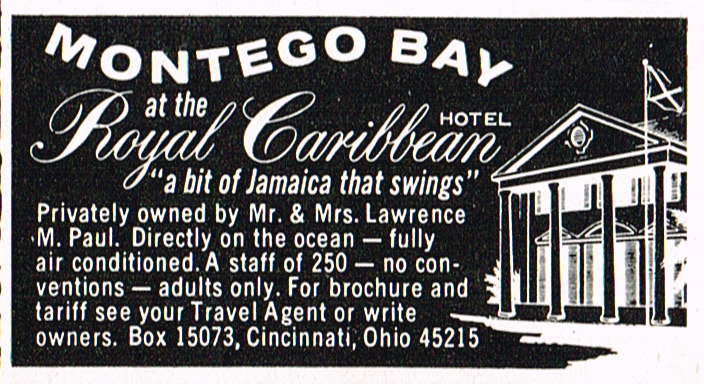 MONTEGO BAY
at the
Royal Caribbean HOTEL
"a bit of Jamaica that swings"
Privately owned by Mr. & Mrs. Lawrence
M. Paul. Directly on the ocean — fully
air conditioned. A staff of 250 — no con-
ventions — adults only. For brochure and
tariff see your Travel Agent or write
owners. Box 15073, Cincinnati, Ohio 45215